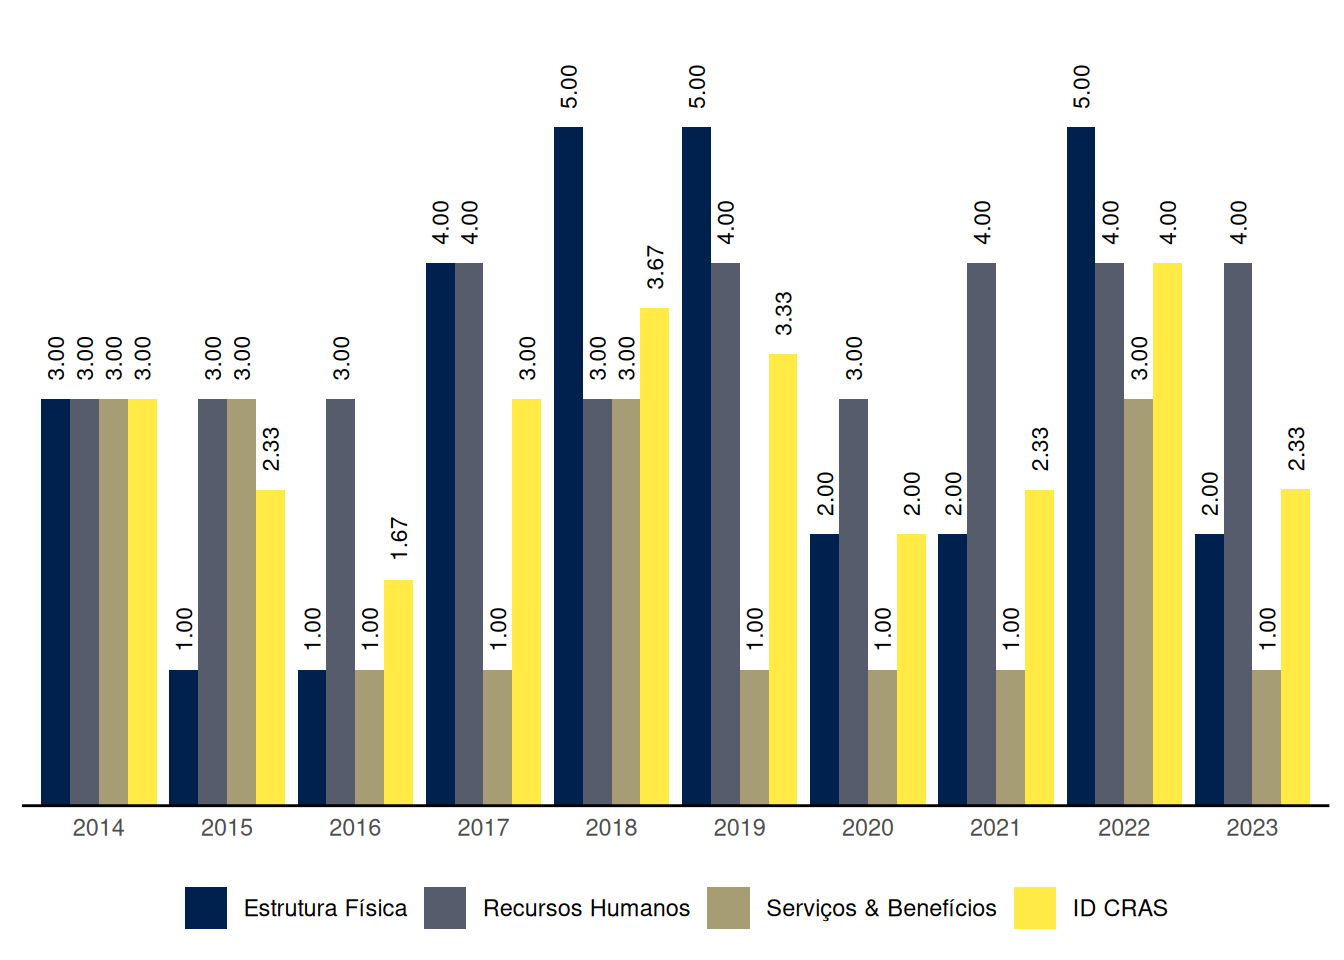 3.00 3.00 3.00 3.00
1.00 3.00 3.00 2.33
1.00 3.00 1.00 1.67
4.00 4.00 1.00 3.00
5.00 3.00 3.00 3.67
5.00 4.00 1.00 3.33
2.00 3.00 1.00 2.00
2.00 4.00 1.00 2.33
5.00 4.00 3.00 4.00
2.00 4.00 1.00 2.33
2014 2015 2016 2017 2018 2019 2020 2021 2022 2023
Estrutura Física Recursos Humanos Serviços & Benefícios ID CRAS